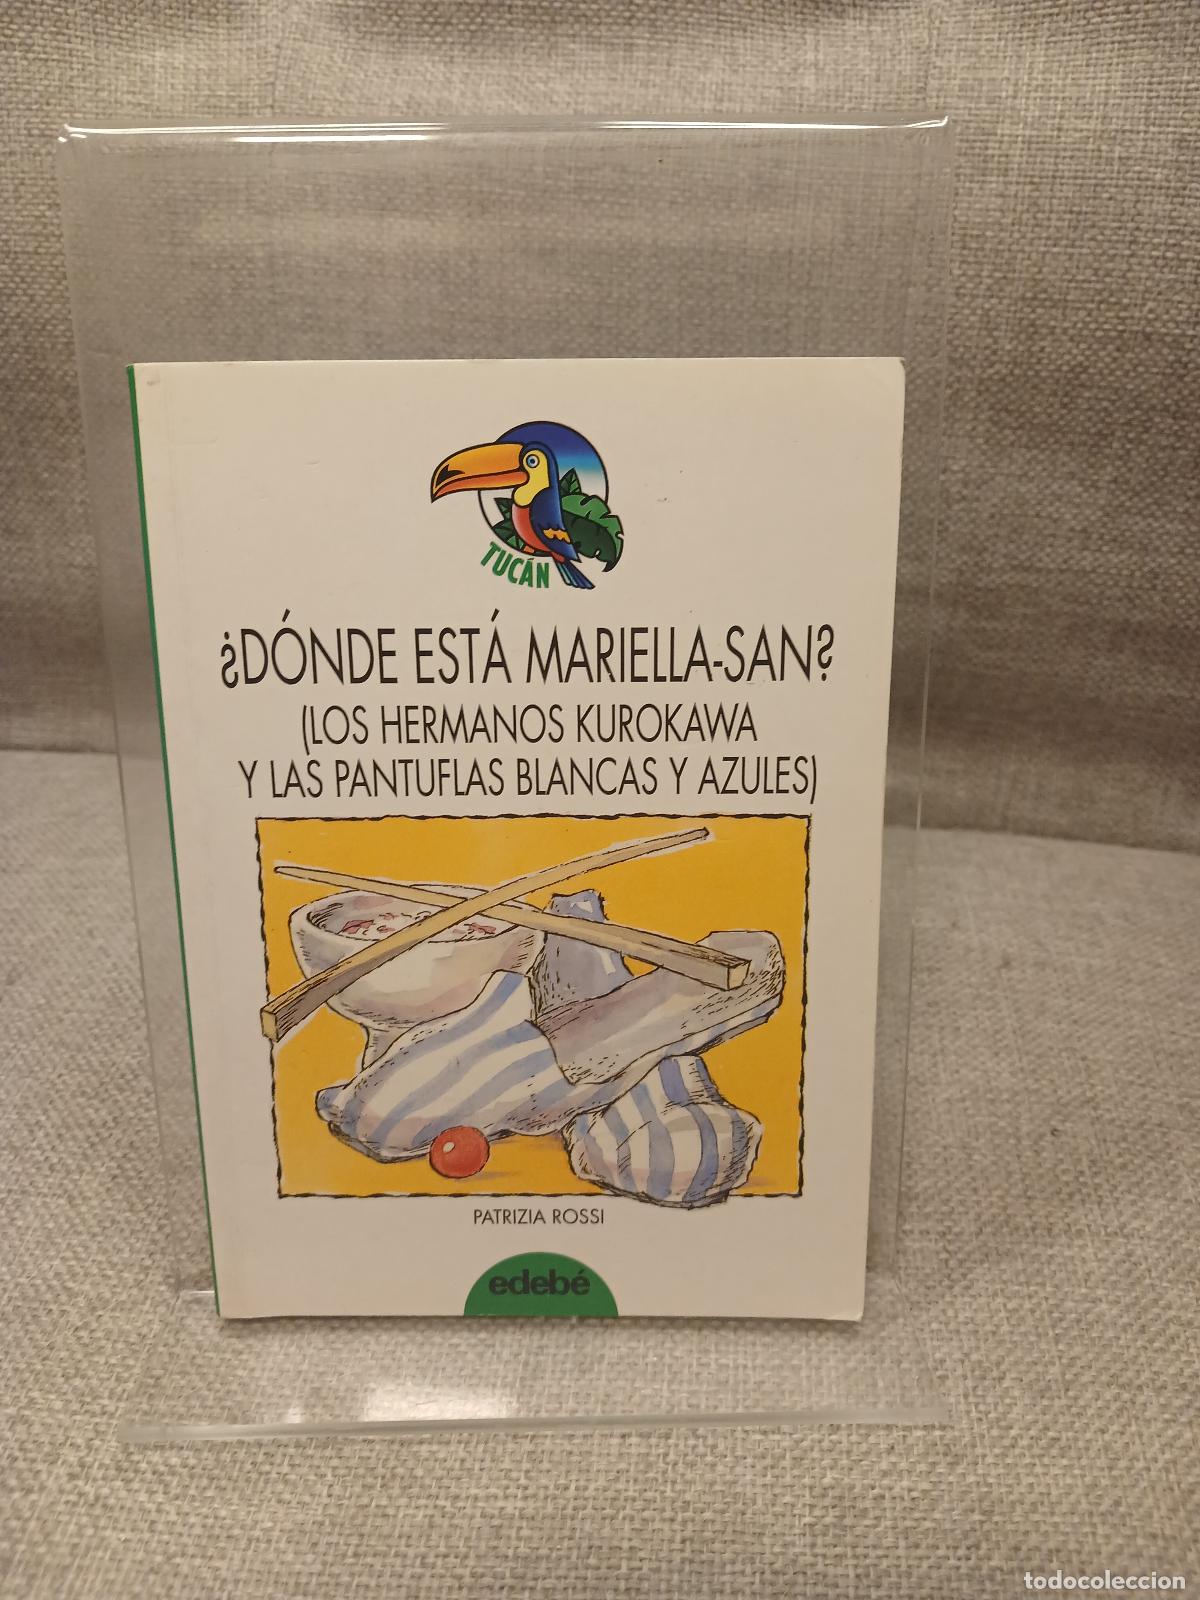 TUCÁN
¿DÓNDE ESTÁ MARIELLA-SAN?
(LOS HERMANOS KUROKAWA
Y LAS PANTUFLAS BLANCAS Y AZULES)
PATRIZIA ROSSI
edebé
todocoleccion